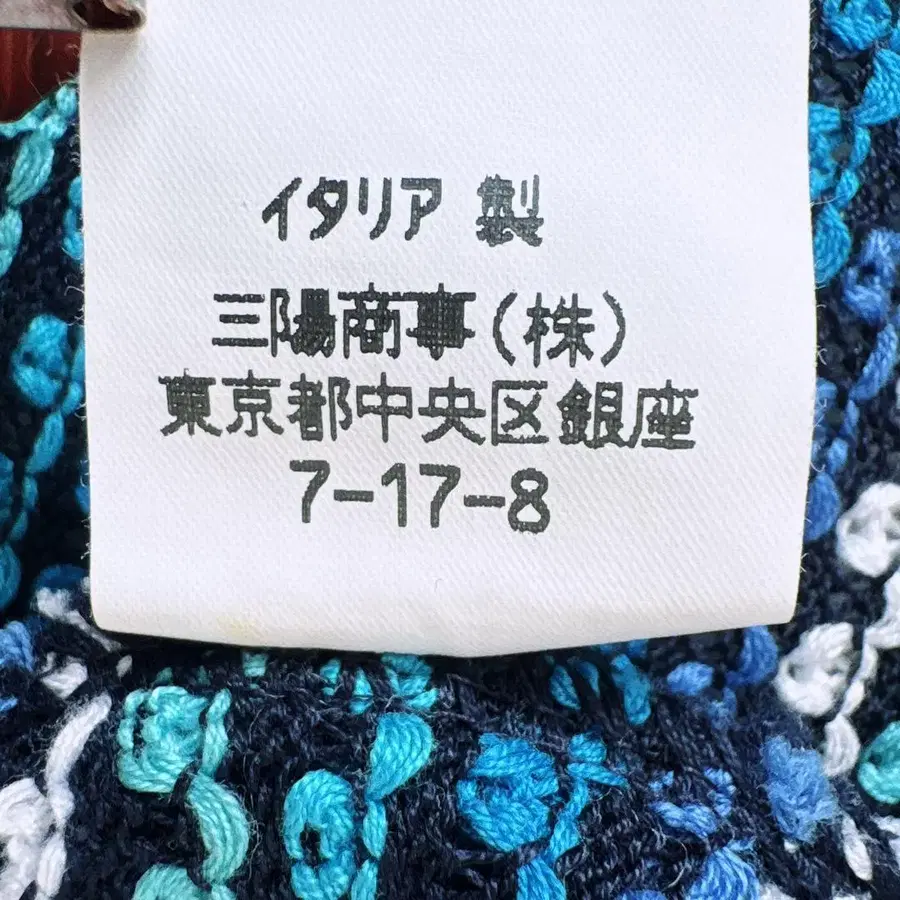 イタリア 製
三陽商事(株)
東京都中央区銀座
7-17-8